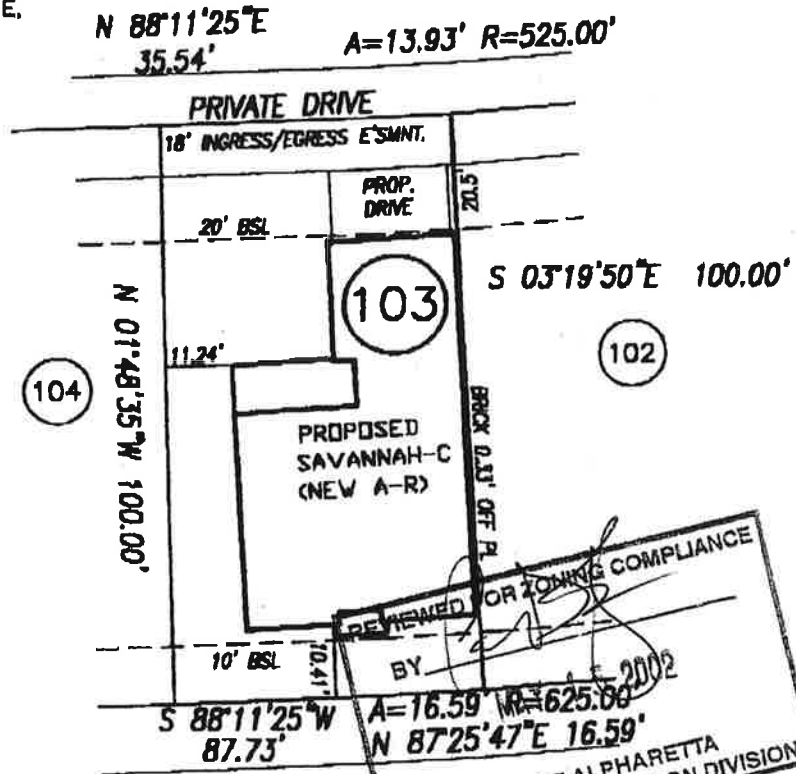 E,
N 88°11'25"E
35.54'
A=13.93' R=525.00'
PRIVATE DRIVE
18' INGRESS/EGRESS E'SMNT.
PROP.
DRIVE
20.5'
20' BSL
103
S 03°19'50"E 100.00'
N 01°48'35"W 100.00'
11.24'
104
102
PROPOSED
SAVANNAH-C
(NEW A-R)
BRICK 0.33' OFF PL
REVIEWED FOR ZONING COMPLIANCE
BY
2002
10' BSL
10.41'
S 88°11'25"W
87.73'
A=16.59' R=625.00'
N 87°25'47"E 16.59'
ALPHARETTA
DIVISION